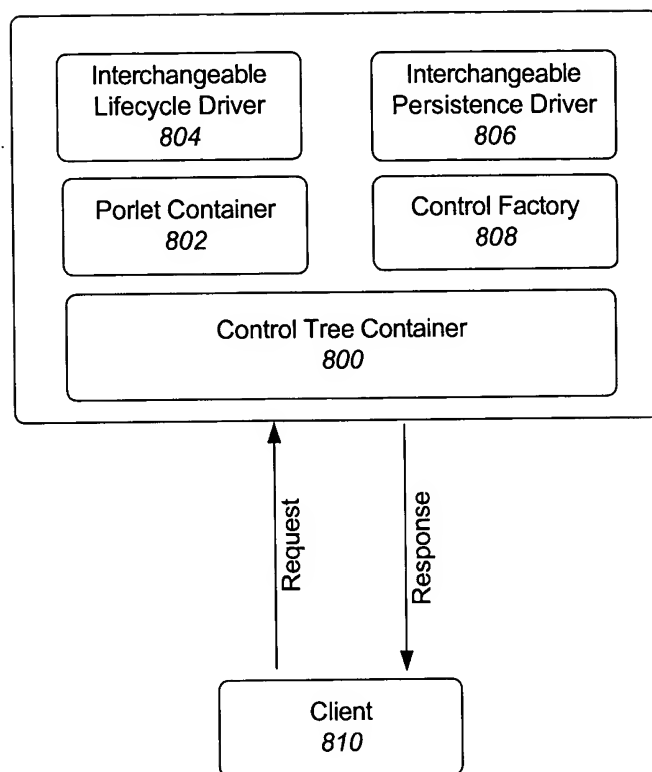 Interchangeable
Lifecycle Driver
804
Interchangeable
Persistence Driver
806
Porlet Container
802
Control Factory
808
Control Tree Container
800
Request
Response
Client
810